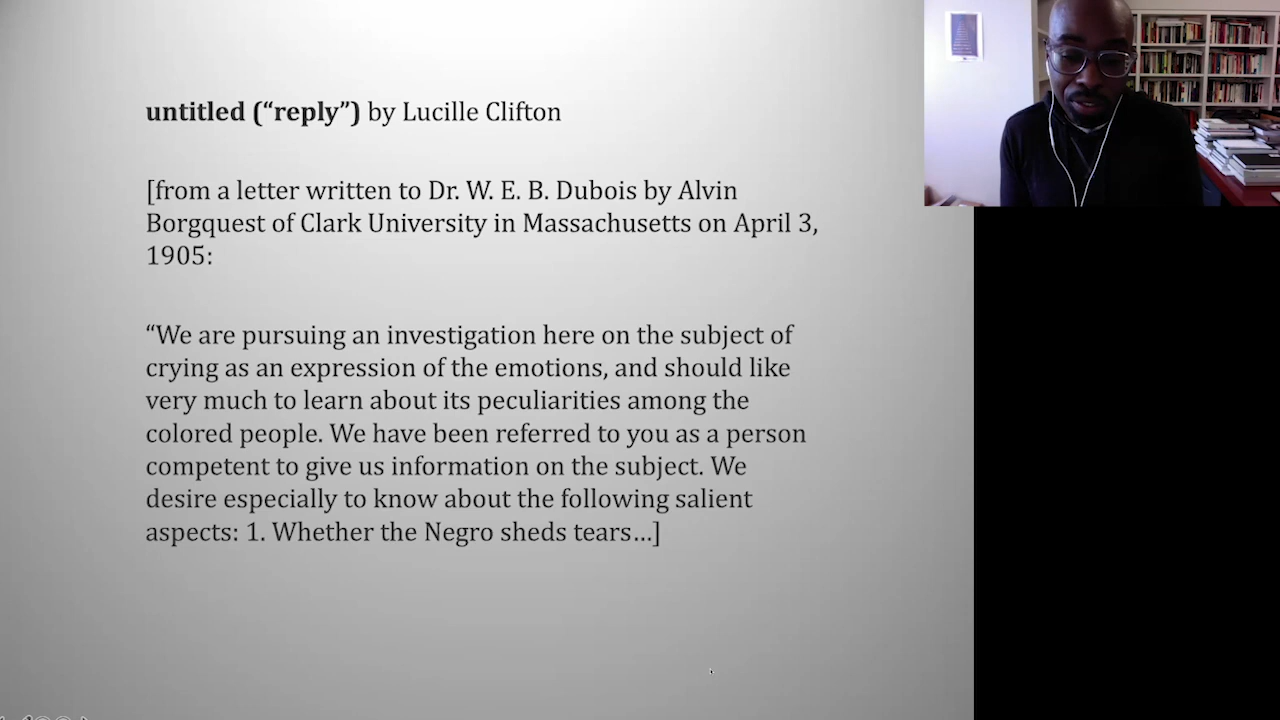 untitled (“reply”) by Lucille Clifton
[from a letter written to Dr. W. E. B. Dubois by Alvin
Borgquest of Clark University in Massachusetts on April 3,
1905:
“We are pursuing an investigation here on the subject of
crying as an expression of the emotions, and should like
very much to learn about its peculiarities among the
colored people. We have been referred to you as a person
competent to give us information on the subject. We
desire especially to know about the following salient
aspects: 1. Whether the Negro sheds tears...]